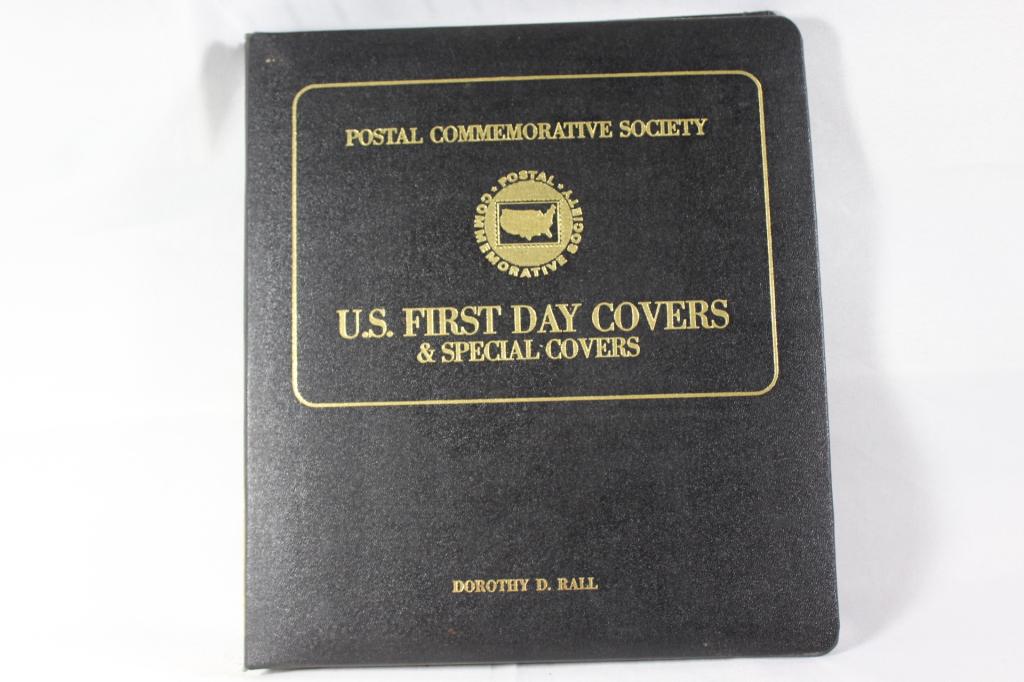 POSTAL COMMEMORATIVE SOCIETY
★ POSTAL ★
COMMEMORATIVE SOCIETY
U.S. FIRST DAY COVERS
& SPECIAL COVERS
DOROTHY D. RALL